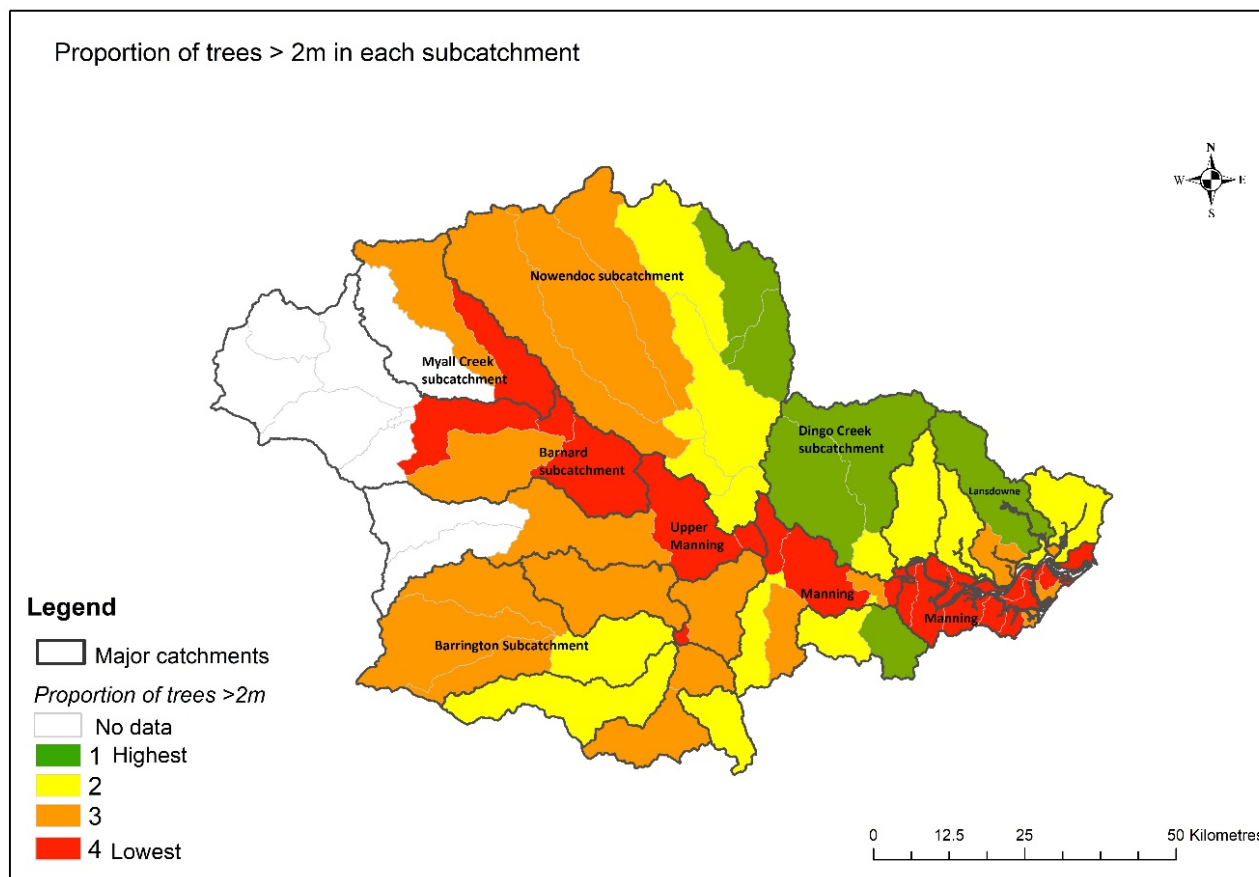 Proportion of trees > 2m in each subcatchment
N
W E
S
Nowendoc subcatchment
Myall Creek
subcatchment
Dingo Creek
subcatchment
Barnard
subcatchment
Lansdowne
Upper
Manning
Manning
Manning
Barrington Subcatchment
Legend
Major catchments
Proportion of trees >2m
No data
1 Highest
2
3
4 Lowest
0 12.5 25 50 Kilometres